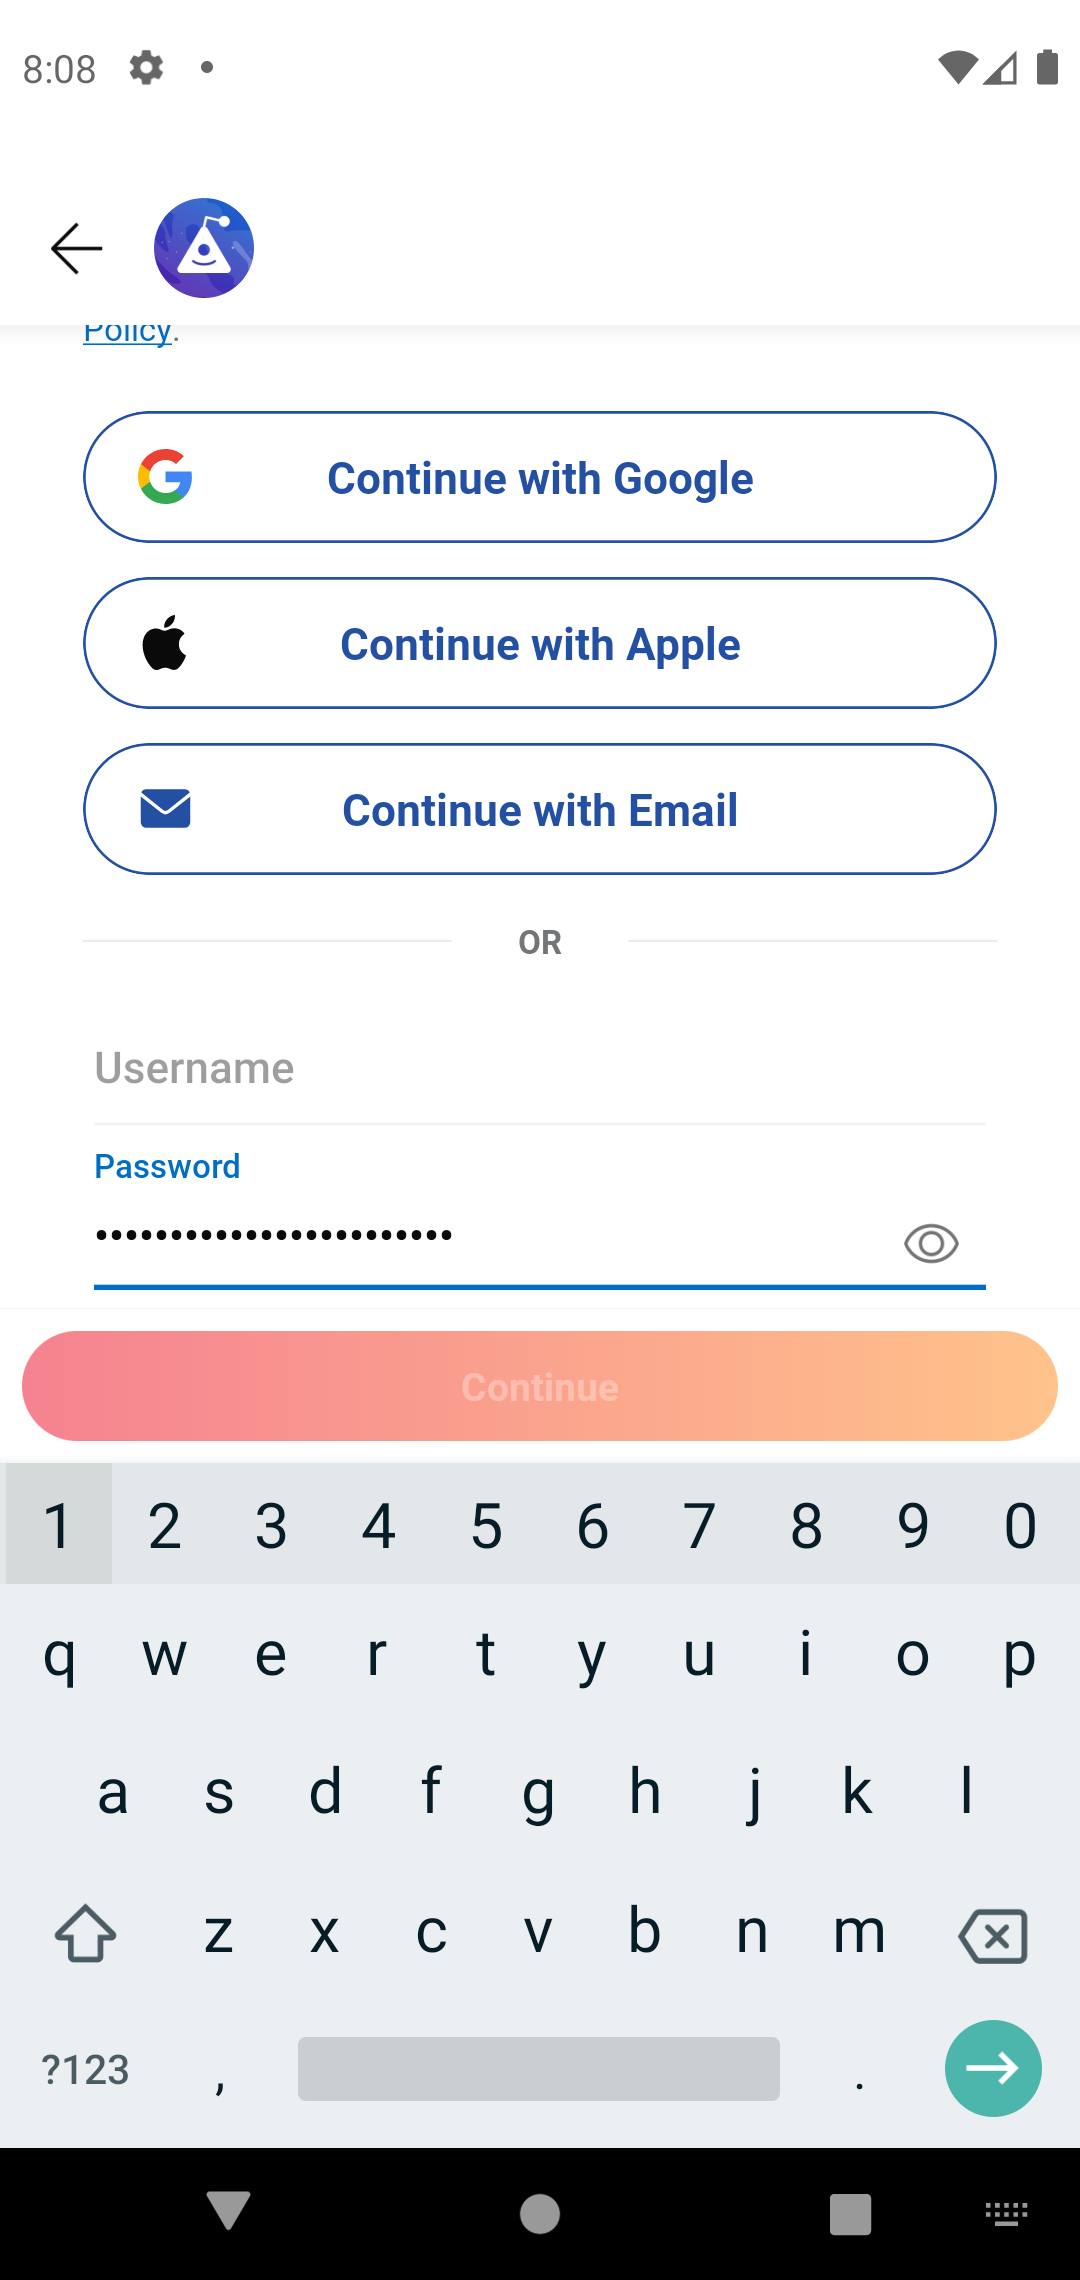 8:08
Policy.
Continue with Google
Continue with Apple
Continue with Email
OR
Username
Password
••••••••••••••••••••••••
Continue
1 2 3 4 5 6 7 8 9 0
q w e r t y u i o p
a s d f g h j k l
z x c v b n m
?123 , .